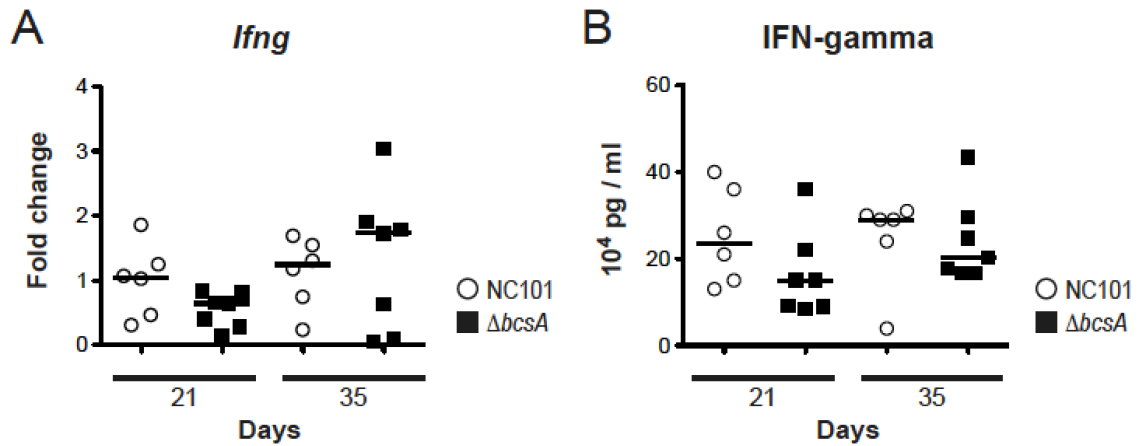 A
Ifng
Fold change
4
3
2
1
0
21
35
Days
NC101
ΔbcsA
B
IFN-gamma
10⁴ pg / ml
60
40
20
0
21
35
Days
NC101
ΔbcsA